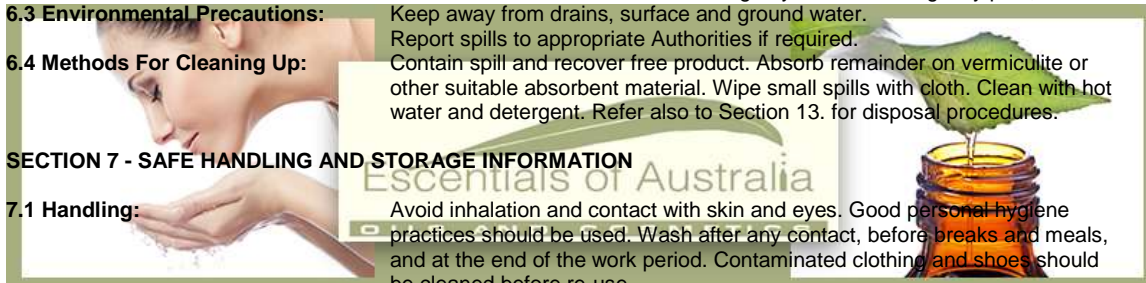 6.3 Environmental Precautions: Keep away from drains, surface and ground water.
Report spills to appropriate Authorities if required.
6.4 Methods For Cleaning Up: Contain spill and recover free product. Absorb remainder on vermiculite or
other suitable absorbent material. Wipe small spills with cloth. Clean with hot
water and detergent. Refer also to Section 13. for disposal procedures.
SECTION 7 - SAFE HANDLING AND STORAGE INFORMATION
Escentials of Australia
7.1 Handling: Avoid inhalation and contact with skin and eyes. Good personal hygiene
practices should be used. Wash after any contact, before breaks and meals,
and at the end of the work period. Contaminated clothing and shoes should
be cleaned before re-use